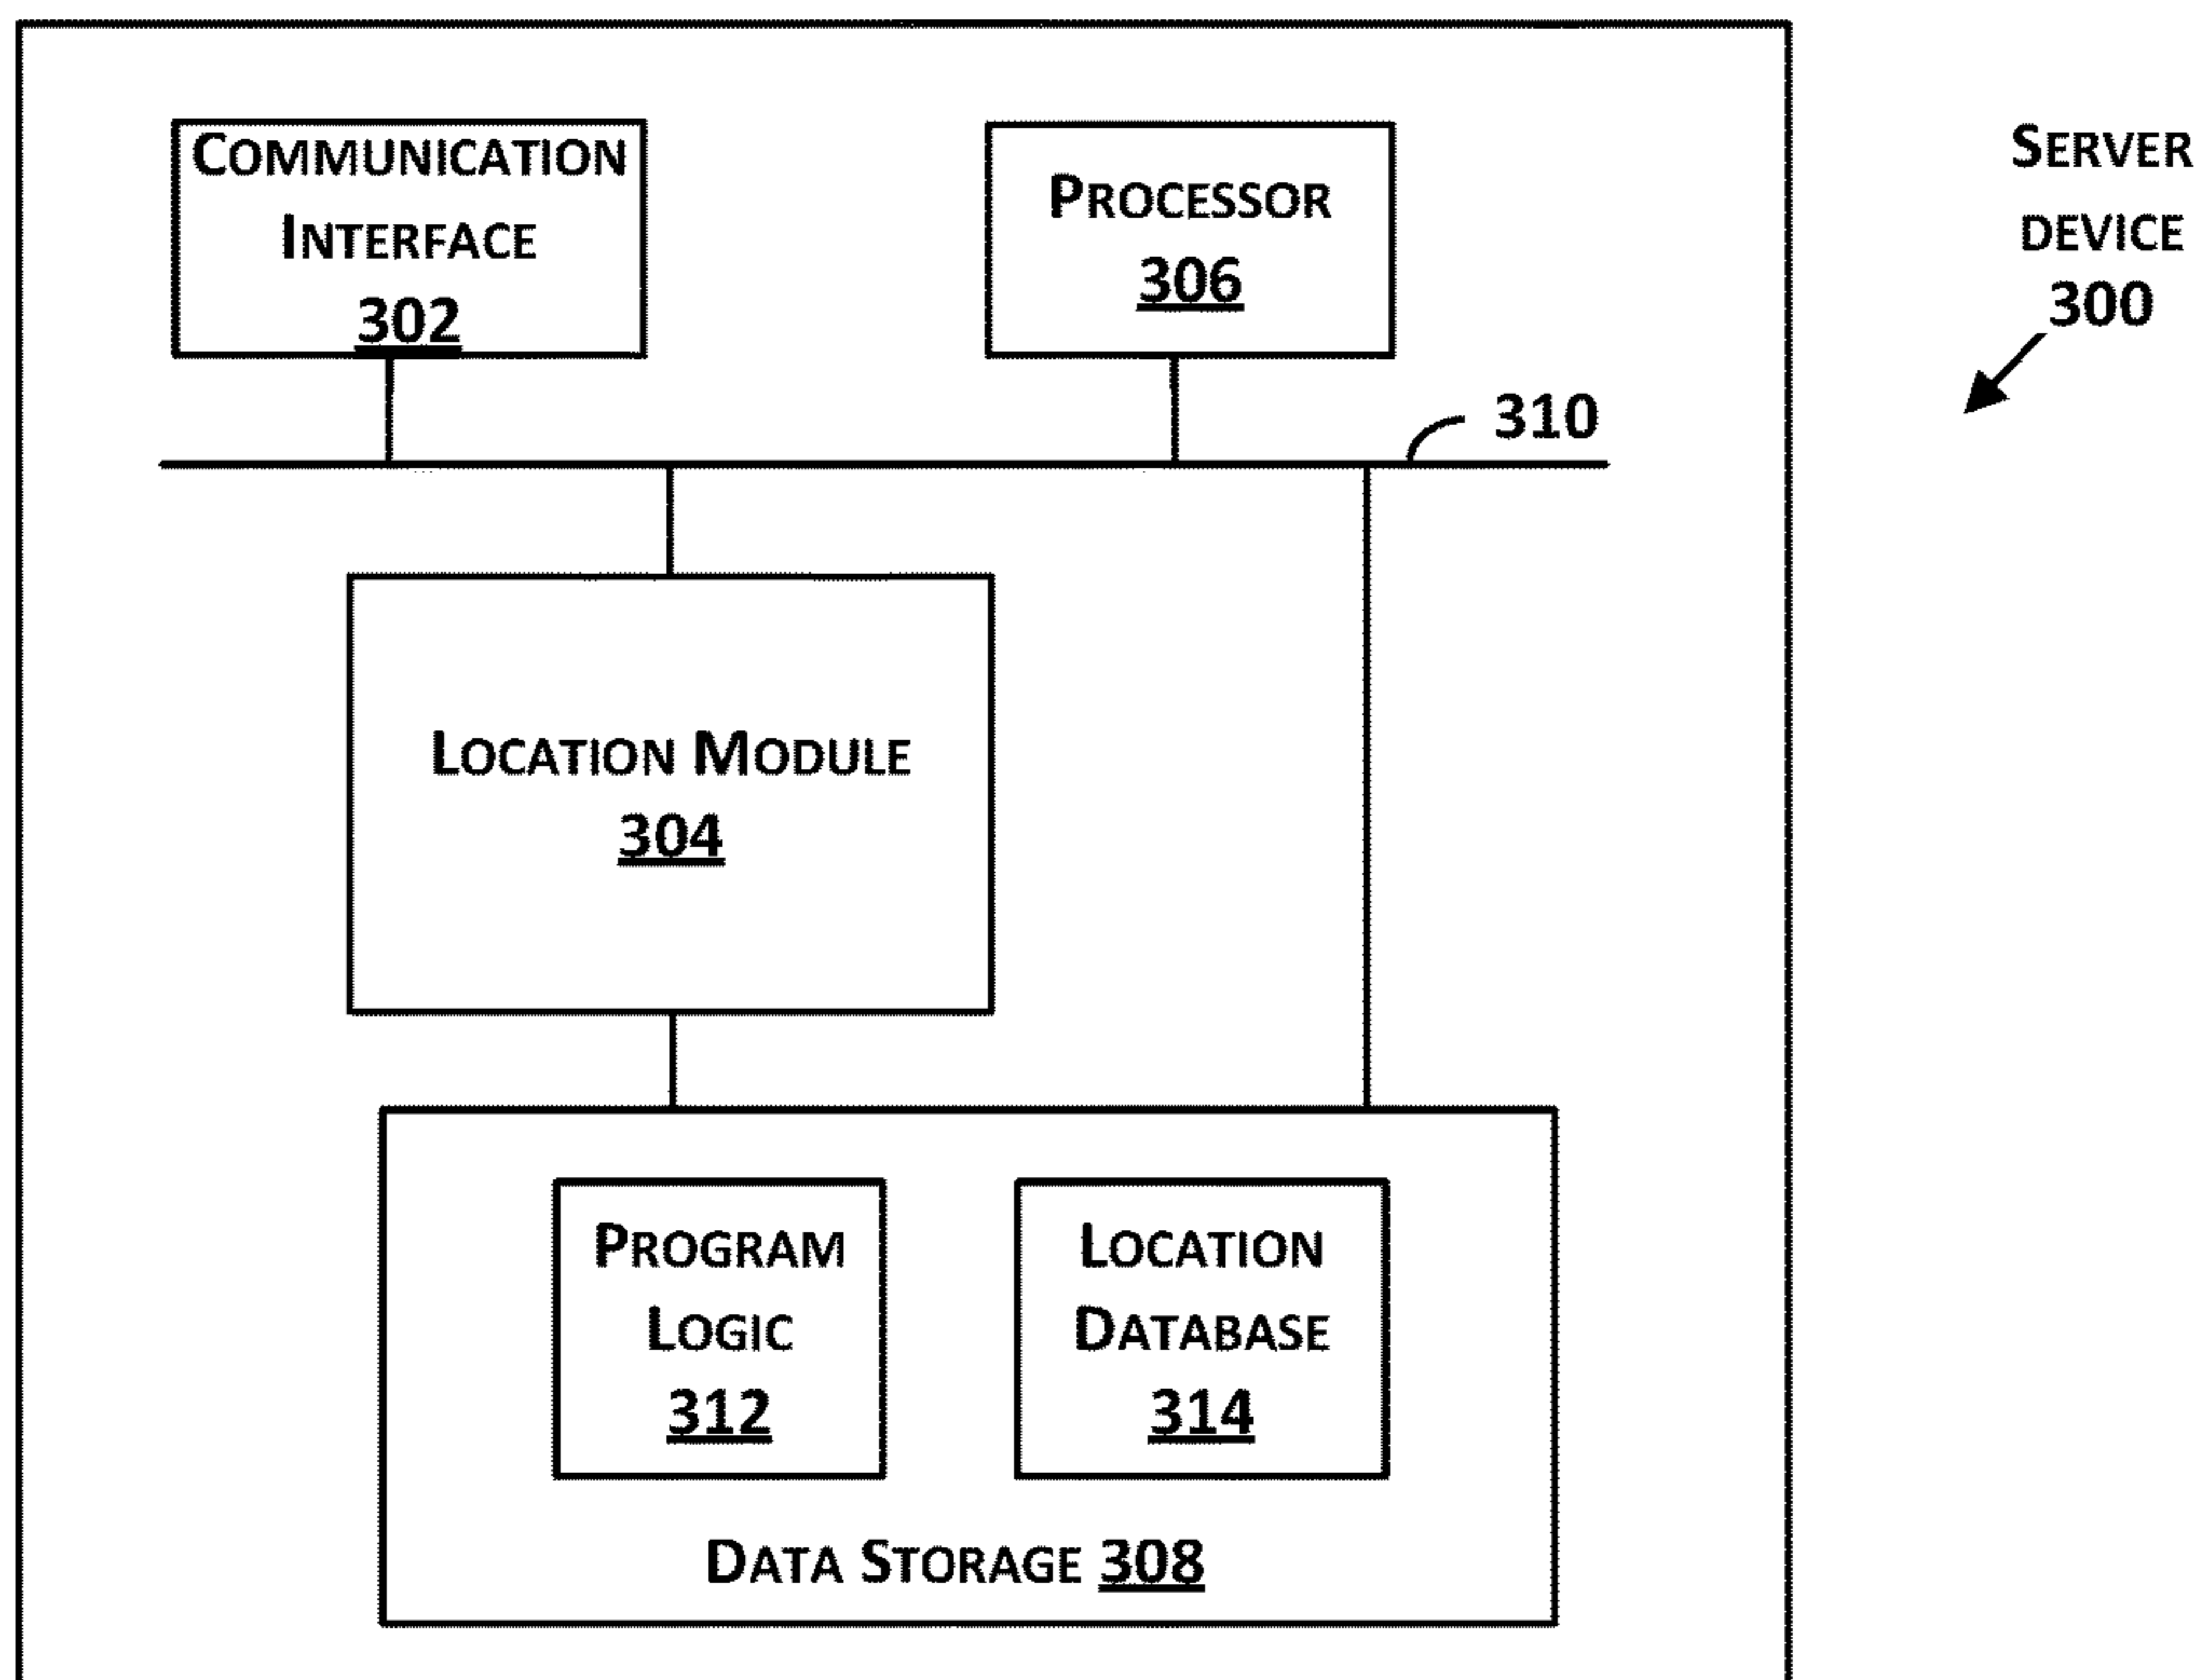 COMMUNICATION
INTERFACE
302
PROCESSOR
306
SERVER
DEVICE
300
310
LOCATION MODULE
304
PROGRAM
LOGIC
312
LOCATION
DATABASE
314
DATA STORAGE 308